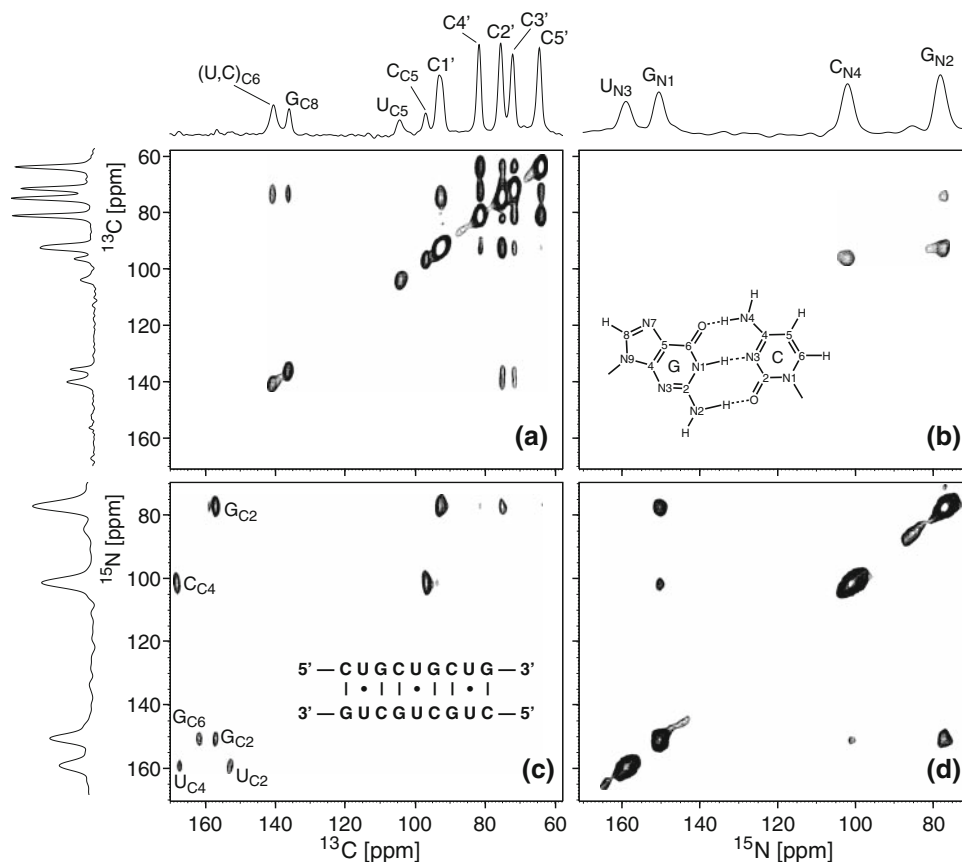 C4' C2' C3' C5'
(U,C)C6 GC8 UC5 CC5 C1'
UN3 GN1 CN4 GN2
60
80
100
120
140
160
13C [ppm]
(a)
H
H N4 H
O H 4 5
8 N7 5 6 N3 C 6 H
N9 4 G N1 H 2 N1
N3 2 O
N2 H
H
(b)
80
100
120
140
160
15N [ppm]
GC2
CC4
5' — C U G C U G C U G — 3'
3' — G U C G U C G U C — 5'
GC6
GC2
UC4
UC2
(c)
(d)
160 140 120 100 80 60
13C [ppm]
160 140 120 100 80
15N [ppm]